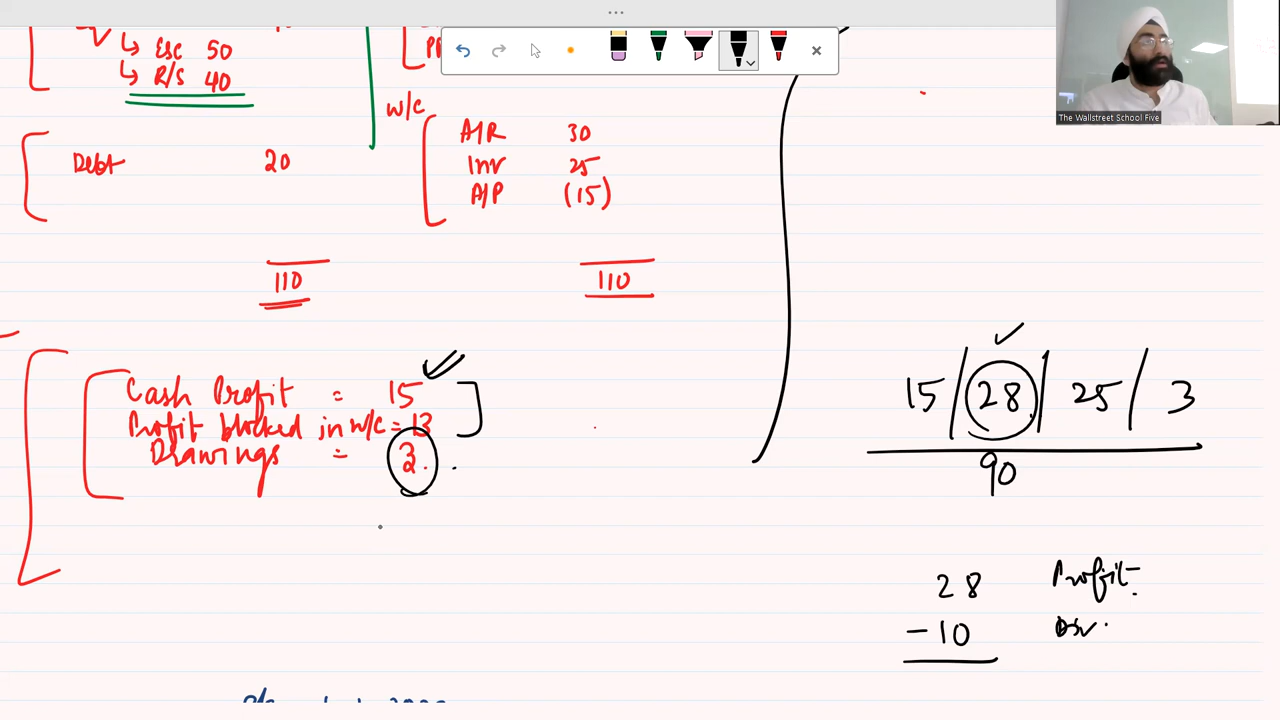 Esc 50
R/S 40
Debt 20
110
W/C
A/R 30
Inv 25
A/P (15)
110
Cash Profit = 15
Profit blocked in w/c = 13
Drawings = 3.
15 / 28 / 25 / 3
90
28 Profit
-10
The Wallstreet School Five